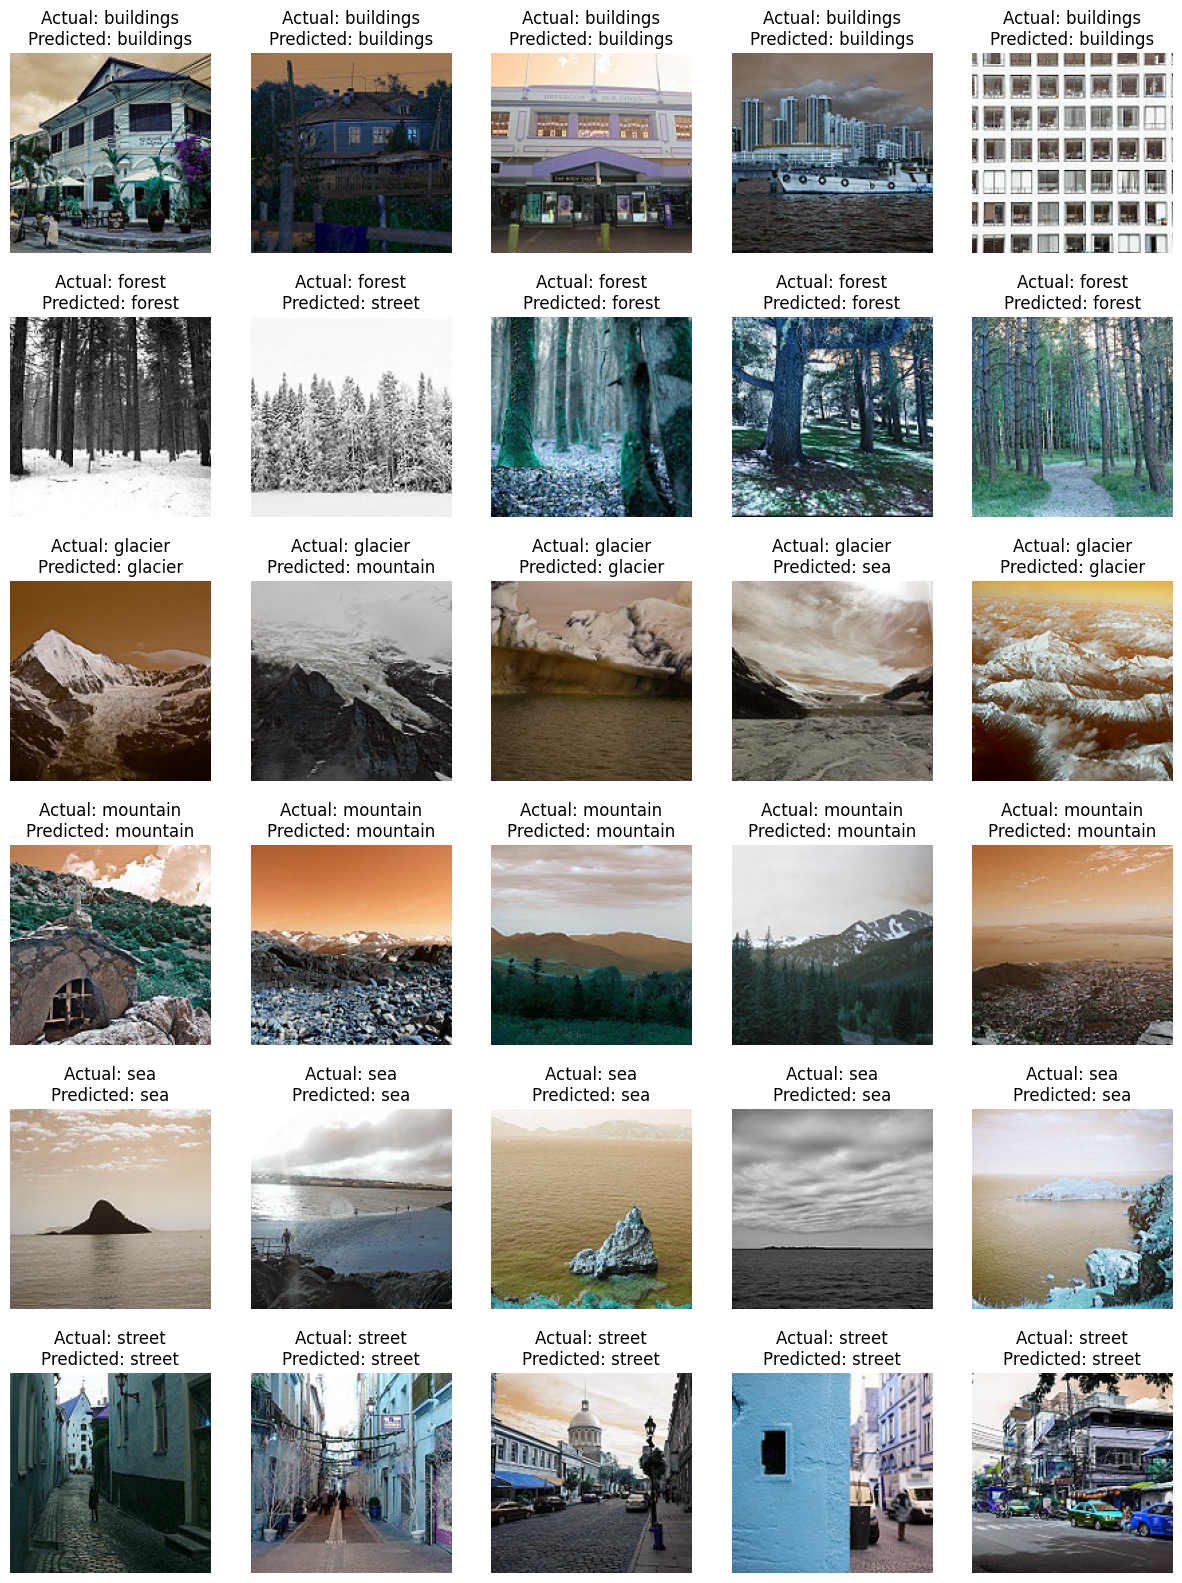 Actual: buildings
Predicted: buildings
Actual: buildings
Predicted: buildings
Actual: buildings
Predicted: buildings
Actual: buildings
Predicted: buildings
Actual: buildings
Predicted: buildings
BRIARCOW BUILDINGS
THE BODY SHOP
Actual: forest
Predicted: forest
Actual: forest
Predicted: street
Actual: forest
Predicted: forest
Actual: forest
Predicted: forest
Actual: forest
Predicted: forest
Actual: glacier
Predicted: glacier
Actual: glacier
Predicted: mountain
Actual: glacier
Predicted: glacier
Actual: glacier
Predicted: sea
Actual: glacier
Predicted: glacier
Actual: mountain
Predicted: mountain
Actual: mountain
Predicted: mountain
Actual: mountain
Predicted: mountain
Actual: mountain
Predicted: mountain
Actual: mountain
Predicted: mountain
Actual: sea
Predicted: sea
Actual: sea
Predicted: sea
Actual: sea
Predicted: sea
Actual: sea
Predicted: sea
Actual: sea
Predicted: sea
Actual: street
Predicted: street
Actual: street
Predicted: street
Actual: street
Predicted: street
Actual: street
Predicted: street
Actual: street
Predicted: street